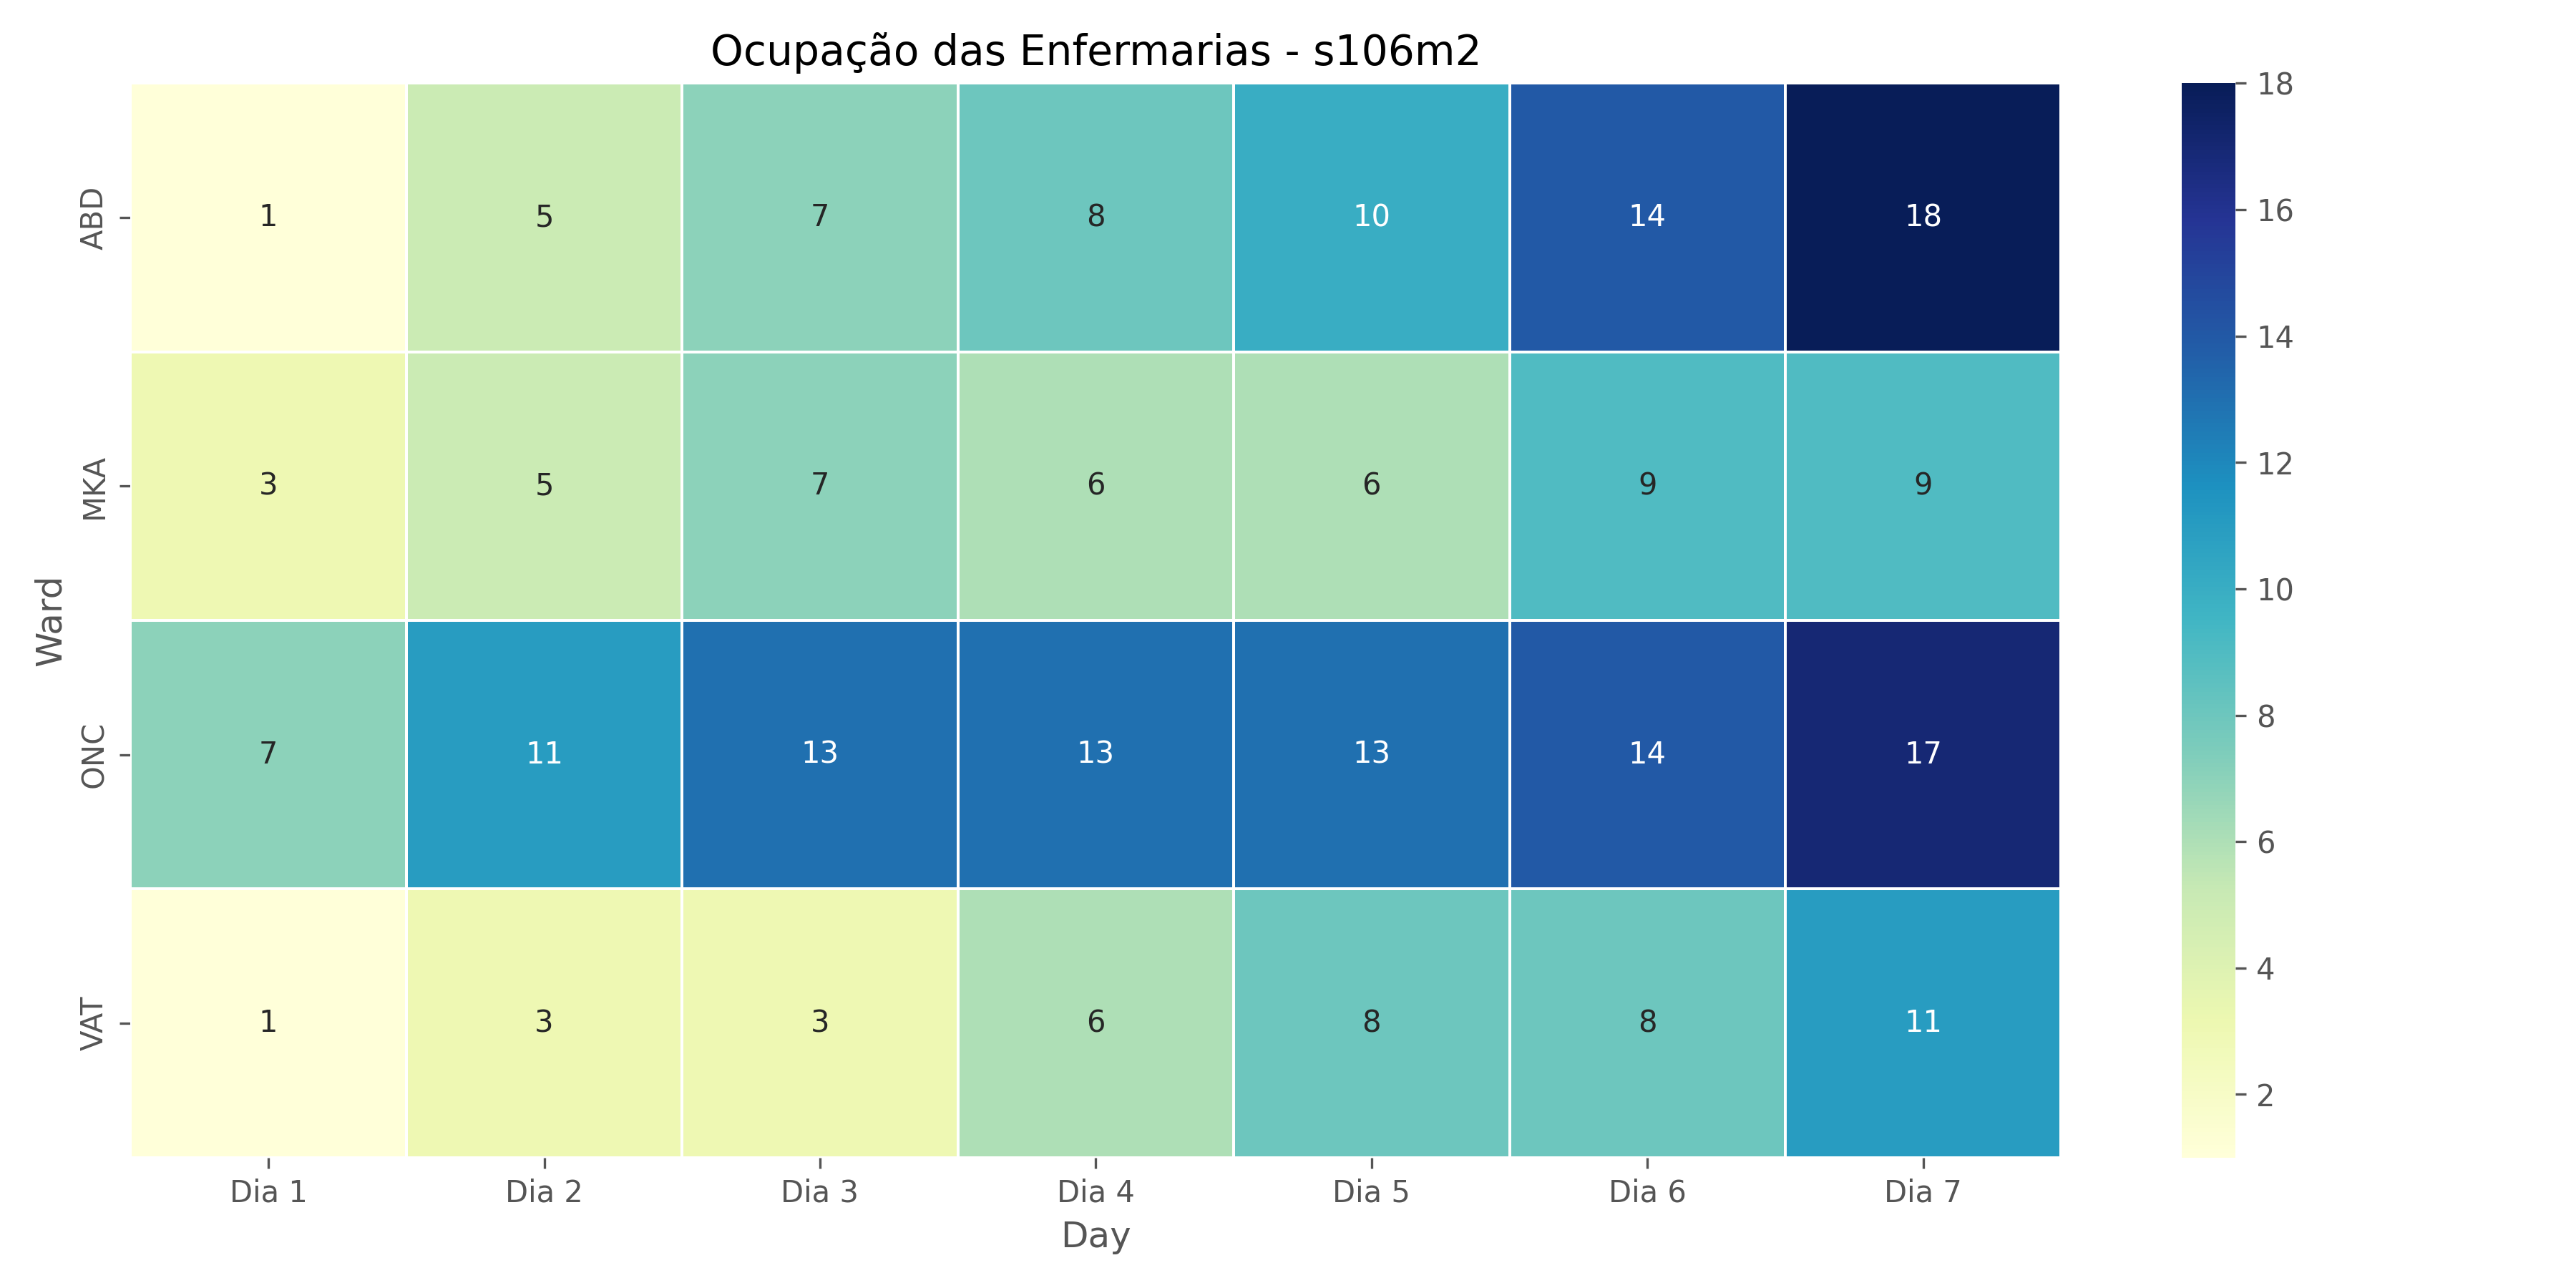 Ocupação das Enfermarias - s106m2
Ward
ABD 1 5 7 8 10 14 18
MKA 3 5 7 6 6 9 9
ONC 7 11 13 13 13 14 17
VAT 1 3 3 6 8 8 11
Dia 1 Dia 2 Dia 3 Dia 4 Dia 5 Dia 6 Dia 7
Day
18
16
14
12
10
8
6
4
2